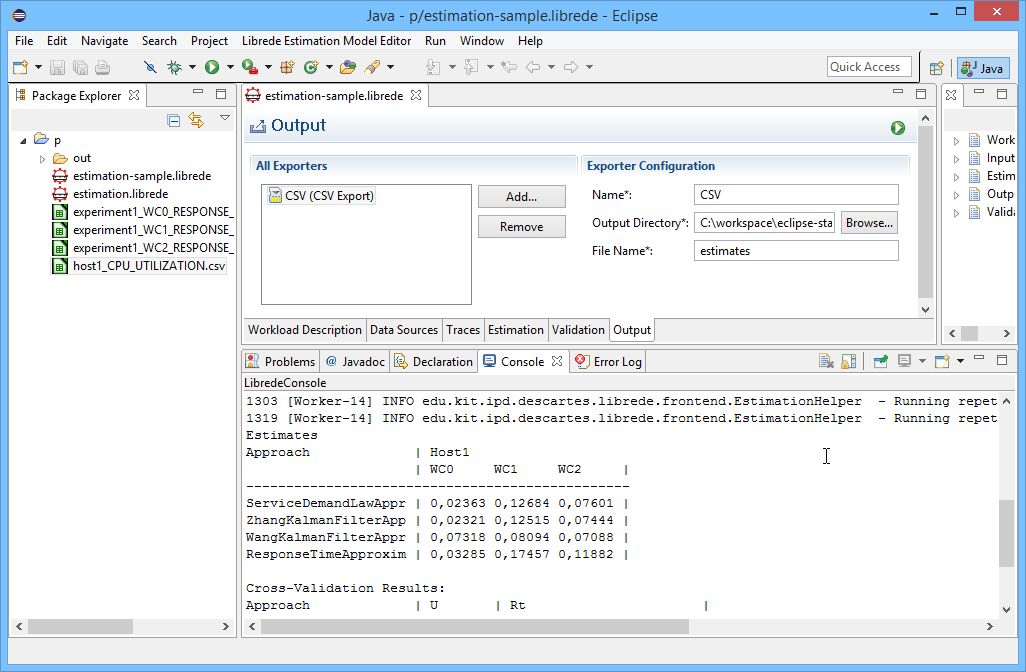 Java - p/estimation-sample.librede - Eclipse
File Edit Navigate Search Project Librede Estimation Model Editor Run Window Help
Quick Access
Java
Package Explorer
p
out
estimation-sample.librede
estimation.librede
experiment1_WC0_RESPONSE_
experiment1_WC1_RESPONSE_
experiment1_WC2_RESPONSE_
host1_CPU_UTILIZATION.csv
estimation-sample.librede
Output
All Exporters
CSV (CSV Export)
Add...
Remove
Exporter Configuration
Name*: CSV
Output Directory*: C:\workspace\eclipse-sta Browse...
File Name*: estimates
Workload Description Data Sources Traces Estimation Validation Output
Work
Input
Estim
Outp
Valida
Problems @ Javadoc Declaration Console Error Log
LibredeConsole
1303 [Worker-14] INFO edu.kit.ipd.descartes.librede.frontend.EstimationHelper - Running repet
1319 [Worker-14] INFO edu.kit.ipd.descartes.librede.frontend.EstimationHelper - Running repet
Estimates
Approach | Host1
| WC0 WC1 WC2 |
-----------------------------------------------
ServiceDemandLawAppr | 0,02363 0,12684 0,07601 |
ZhangKalmanFilterApp | 0,02321 0,12515 0,07444 |
WangKalmanFilterAppr | 0,07318 0,08094 0,07088 |
ResponseTimeApproxim | 0,03285 0,17457 0,11882 |
Cross-Validation Results:
Approach | U | Rt |